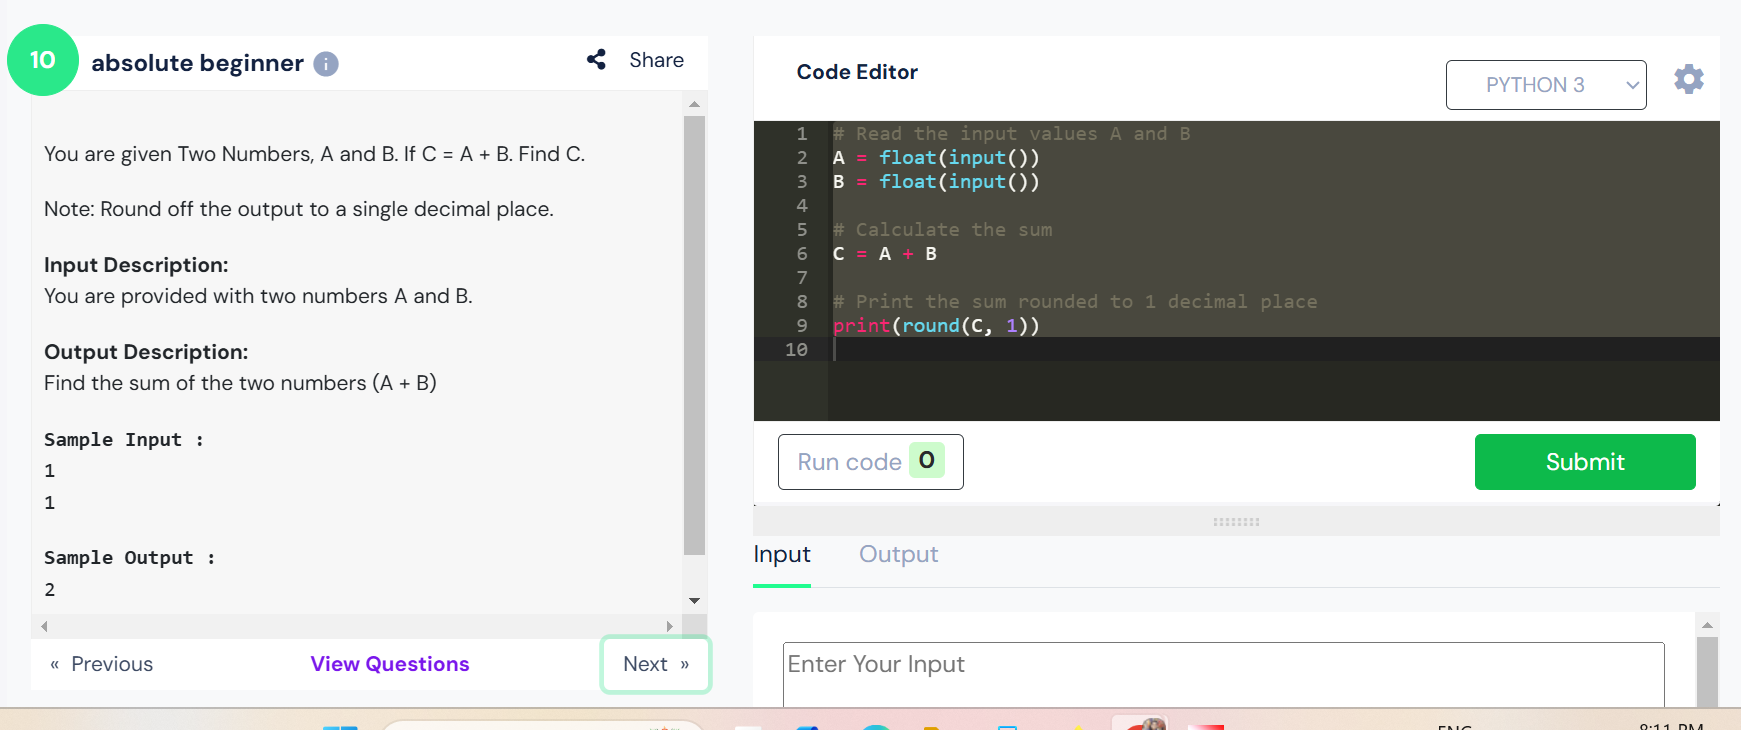 10
absolute beginner i
Share
You are given Two Numbers, A and B. If C = A + B. Find C.
Note: Round off the output to a single decimal place.
Input Description:
You are provided with two numbers A and B.
Output Description:
Find the sum of the two numbers (A + B)
Sample Input :
1
1
Sample Output :
2
« Previous
View Questions
Next »
Code Editor
PYTHON 3
1 # Read the input values A and B
2 A = float(input())
3 B = float(input())
4
5 # Calculate the sum
6 C = A + B
7
8 # Print the sum rounded to 1 decimal place
9 print(round(C, 1))
10
Run code 0
Submit
Input Output
Enter Your Input
ENG
8:11 PM